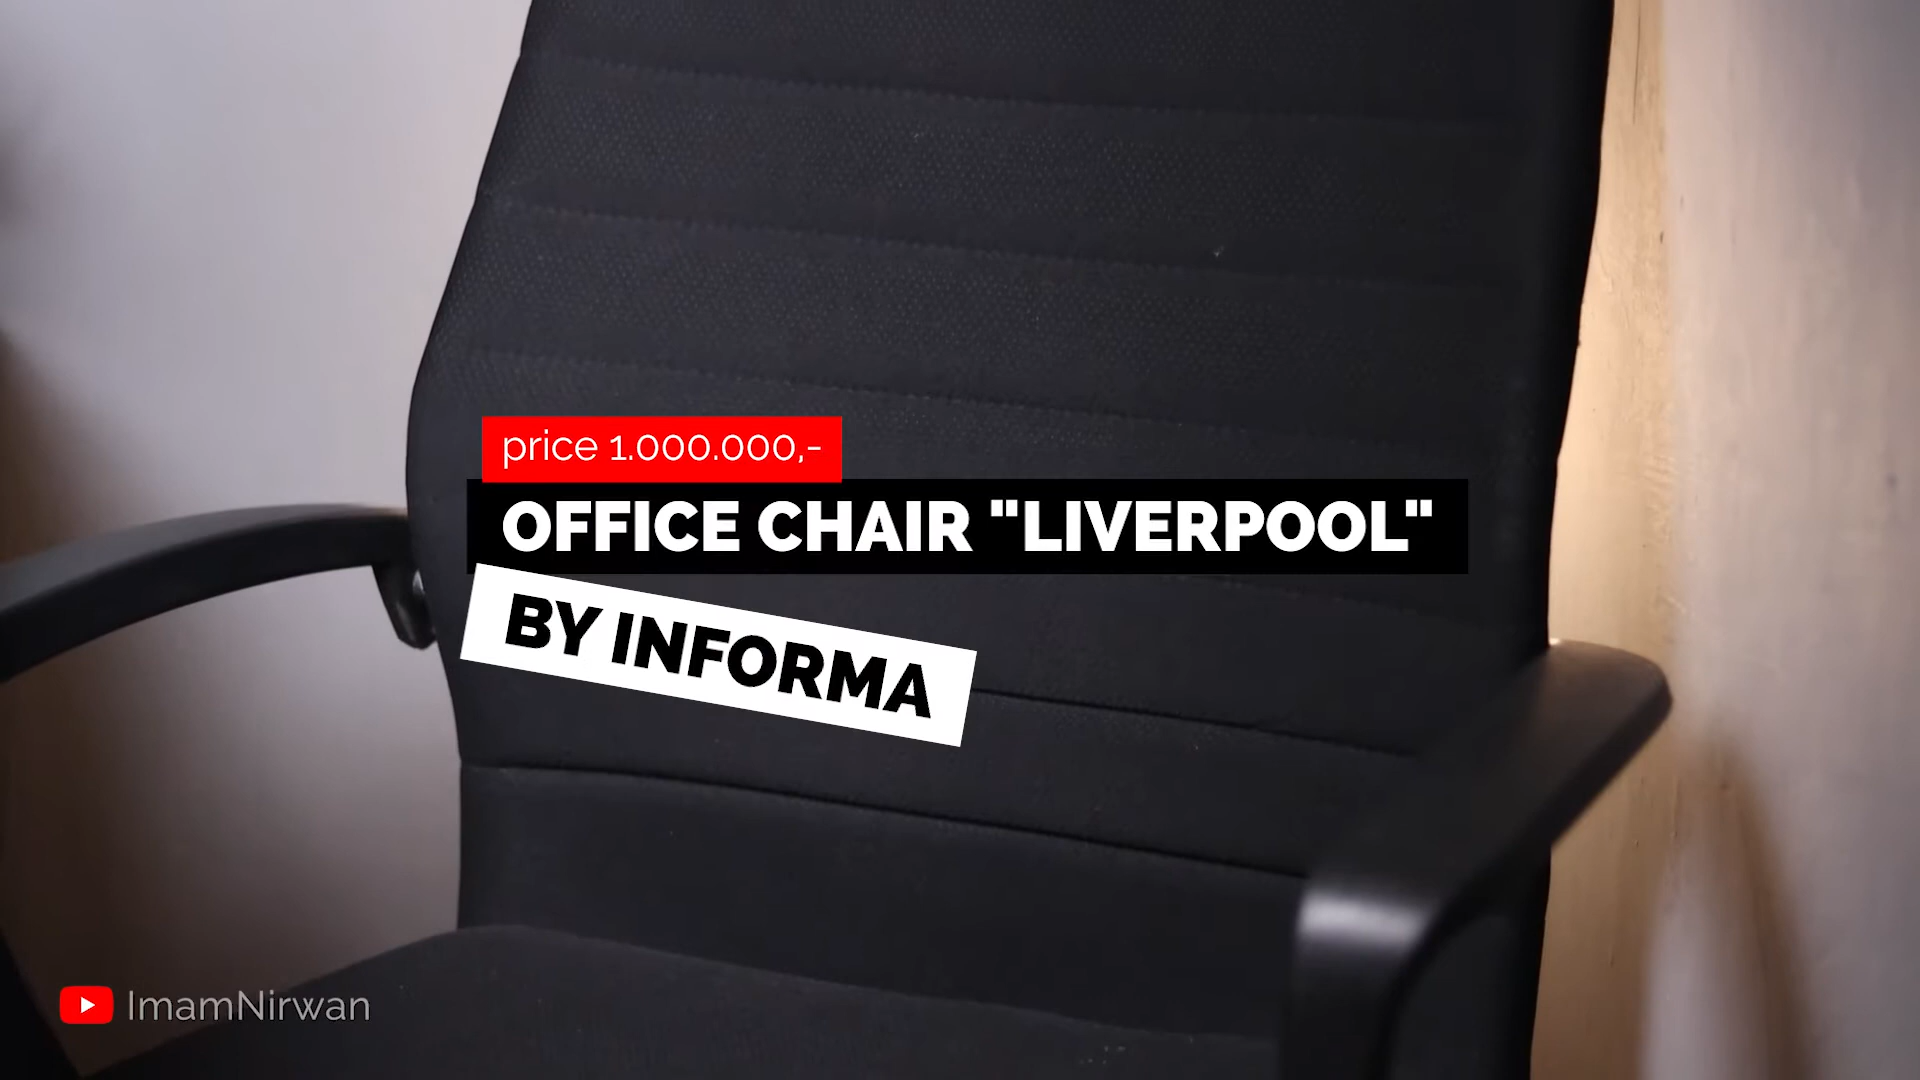 price 1.000.000,-
OFFICE CHAIR "LIVERPOOL"
BY INFORMA
ImamNirwan